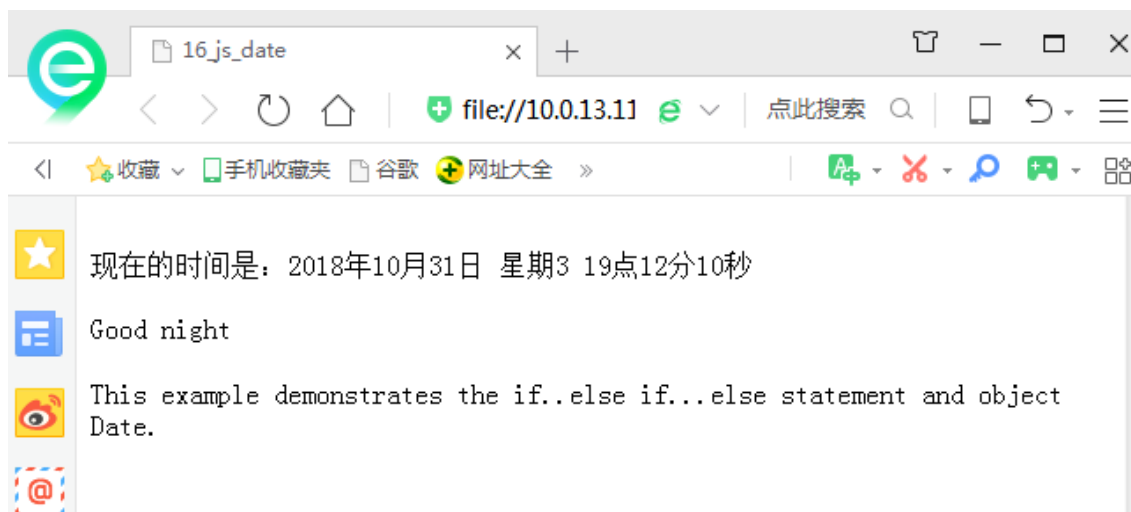 16_js_date
file://10.0.13.11
点此搜索
收藏 手机收藏夹 谷歌 网址大全 »
现在的时间是：2018年10月31日 星期3 19点12分10秒
Good night
This example demonstrates the if..else if...else statement and object
Date.